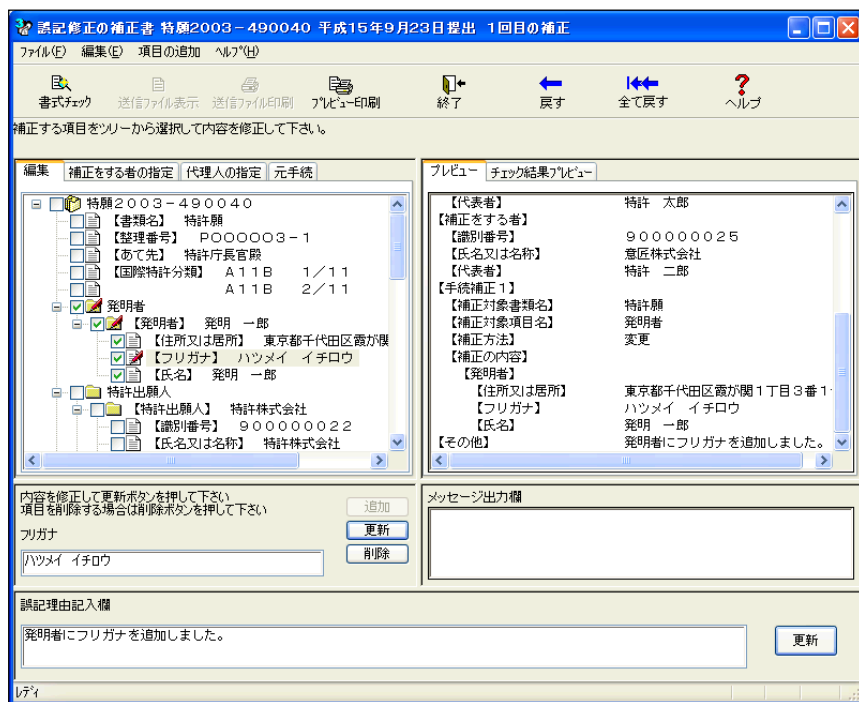 誤記修正の補正書 特願2003-490040 平成15年9月23日提出 1回目の補正
ファイル(F) 編集(E) 項目の追加 ヘルプ(H)
書式チェック 送信ファイル表示 送信ファイル印刷 プレビュー印刷 終了 戻す 全て戻す ヘルプ
補正する項目をツリーから選択して内容を修正して下さい。
編集 補正をする者の指定 代理人の指定 元手続
特願2003-490040
【書類名】 特許願
【整理番号】 POOOOO3-1
【あて先】 特許庁長官殿
【国際特許分類】 A11B 1/11
A11B 2/11
発明者
【発明者】 発明 一郎
【住所又は居所】 東京都千代田区霞が関
【フリガナ】 ハツメイ イチロウ
【氏名】 発明 一郎
特許出願人
【特許出願人】 特許株式会社
【識別番号】 900000022
【氏名又は名称】 特許株式会社
プレビュー チェック結果プレビュー
【代表者】 特許 太郎
【補正をする者】
【識別番号】 900000025
【氏名又は名称】 意匠株式会社
【代表者】 特許 二郎
【手続補正1】
【補正対象書類名】 特許願
【補正対象項目名】 発明者
【補正方法】 変更
【補正の内容】
【発明者】
【住所又は居所】 東京都千代田区霞が関1丁目3番1
【フリガナ】 ハツメイ イチロウ
【氏名】 発明 一郎
【その他】 発明者にフリガナを追加しました。
内容を修正して更新ボタンを押して下さい
項目を削除する場合は削除ボタンを押して下さい
追加
フリガナ
更新
ハツメイ イチロウ
削除
メッセージ出力欄
誤記理由記入欄
発明者にフリガナを追加しました。
更新
レディ